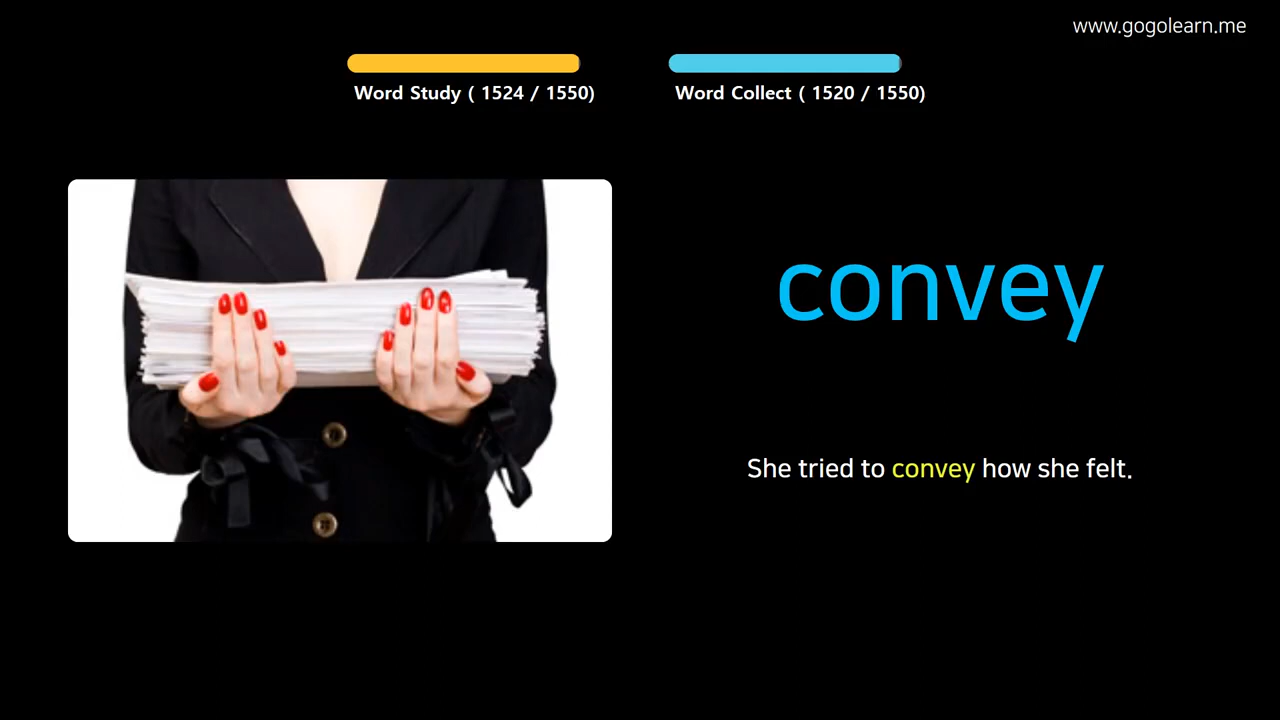 www.gogolearn.me
Word Study ( 1524 / 1550)
Word Collect ( 1520 / 1550)
convey
She tried to convey how she felt.